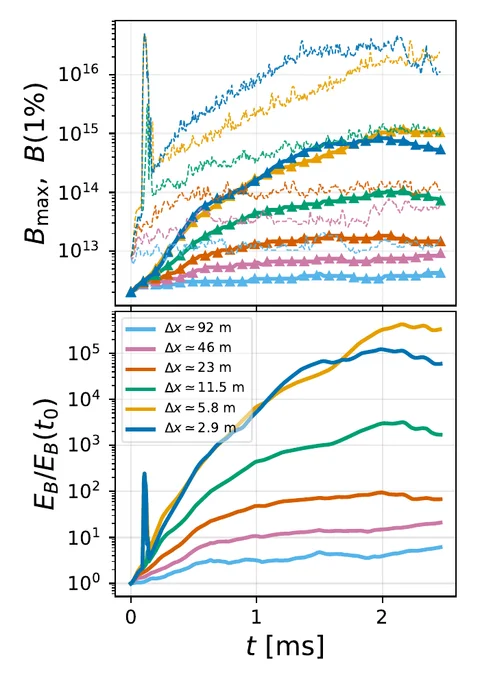 B_max, B(1%)
10^16
10^15
10^14
10^13
Δx ≃ 92 m
Δx ≃ 46 m
Δx ≃ 23 m
Δx ≃ 11.5 m
Δx ≃ 5.8 m
Δx ≃ 2.9 m
E_B/E_B(t_0)
10^5
10^4
10^3
10^2
10^1
10^0
0 1 2
t [ms]